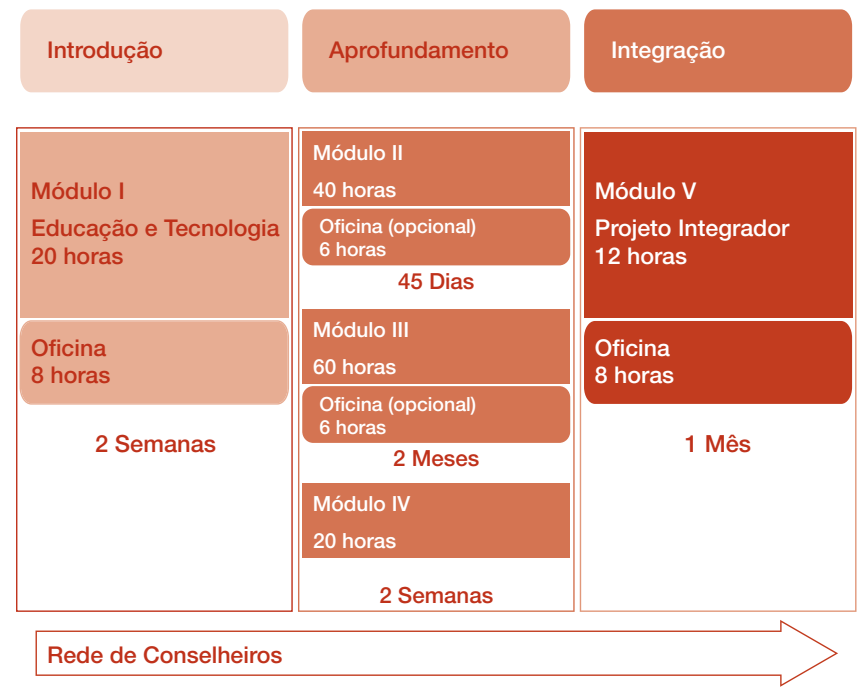 Introdução
Aprofundamento
Integração
Módulo I
Educação e Tecnologia
20 horas
Oficina
8 horas
2 Semanas
Módulo II
40 horas
Oficina (opcional)
6 horas
45 Dias
Módulo III
60 horas
Oficina (opcional)
6 horas
2 Meses
Módulo IV
20 horas
2 Semanas
Módulo V
Projeto Integrador
12 horas
Oficina
8 horas
1 Mês
Rede de Conselheiros